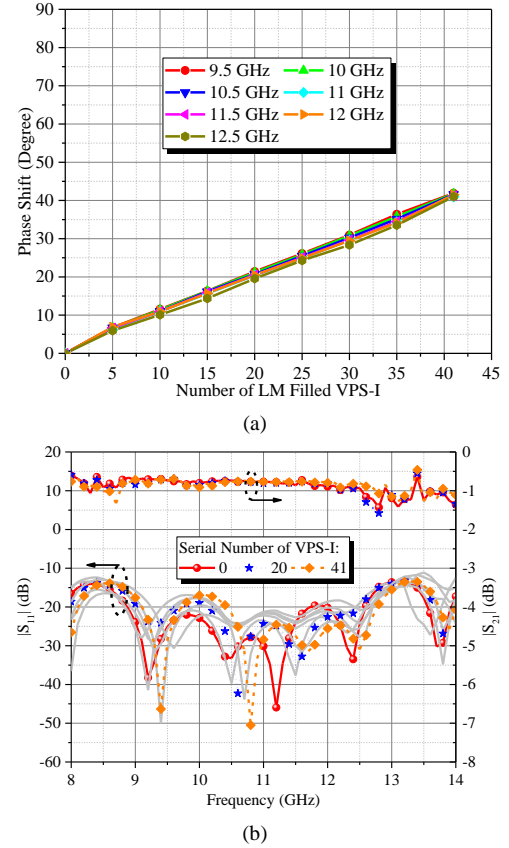 90
80
70
60
50
40
30
20
10
0
Phase Shift (Degree)
9.5 GHz 10 GHz
10.5 GHz 11 GHz
11.5 GHz 12 GHz
12.5 GHz
0 5 10 15 20 25 30 35 40 45
Number of LM Filled VPS-I
(a)
20
10
0
-10
-20
-30
-40
-50
-60
|S11| (dB)
Serial Number of VPS-I:
0 20 41
0
-1
-2
-3
-4
-5
-6
-7
-8
|S21| (dB)
8 9 10 11 12 13 14
Frequency (GHz)
(b)